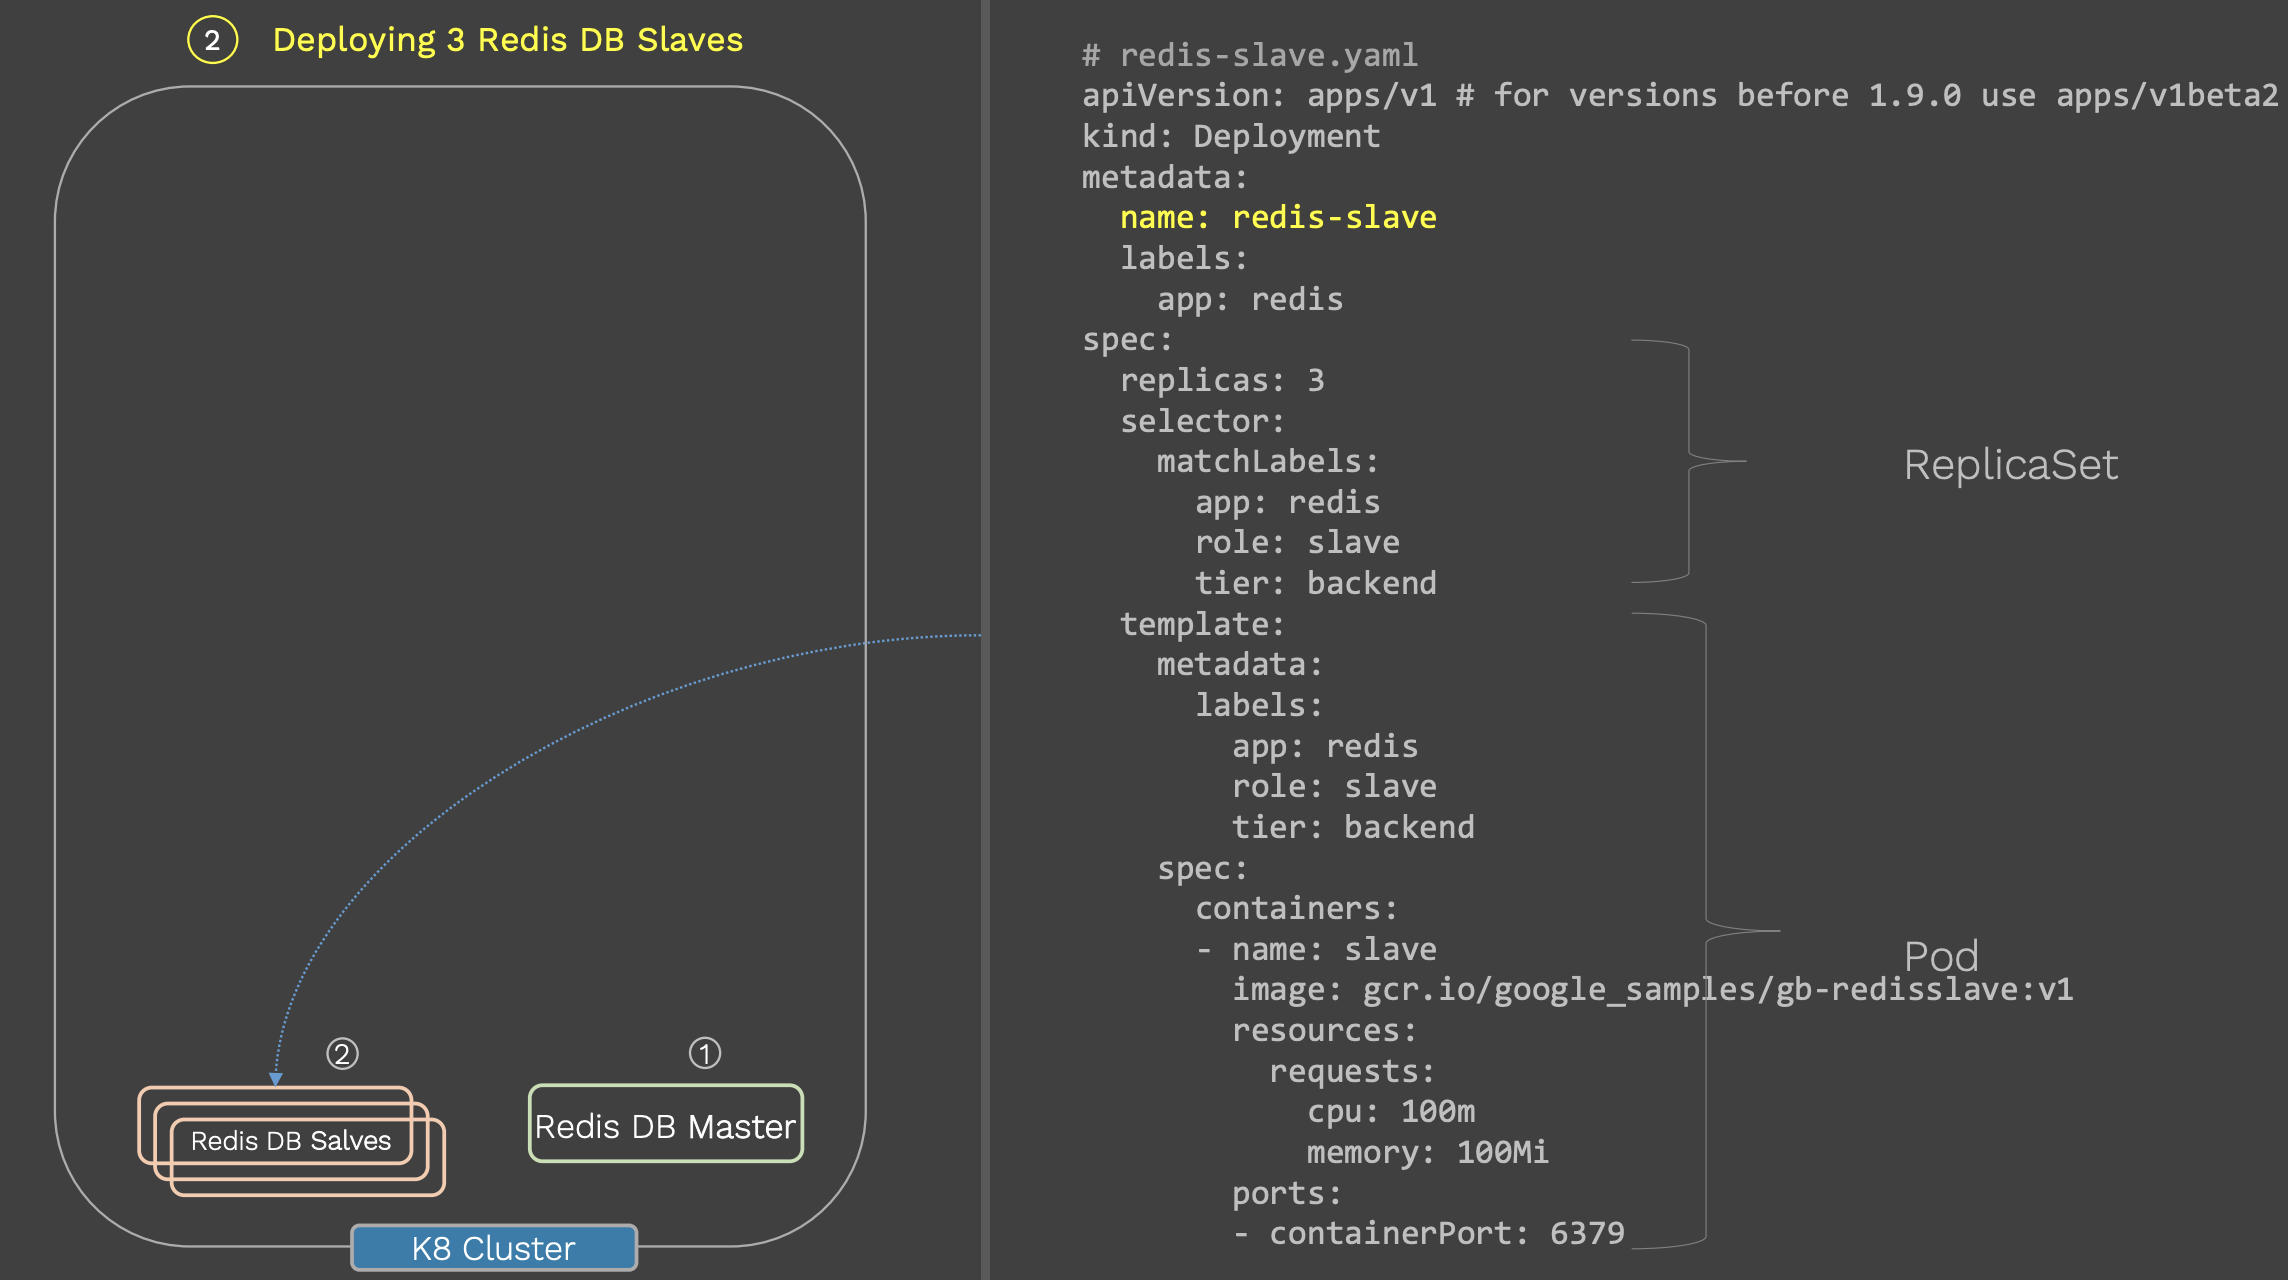 2 Deploying 3 Redis DB Slaves
2
1
Redis DB Salves
Redis DB Master
K8 Cluster
# redis-slave.yaml
apiVersion: apps/v1 # for versions before 1.9.0 use apps/v1beta2
kind: Deployment
metadata:
  name: redis-slave
  labels:
    app: redis
spec:
  replicas: 3
  selector:
    matchLabels:
      app: redis
      role: slave
      tier: backend
  template:
    metadata:
      labels:
        app: redis
        role: slave
        tier: backend
    spec:
      containers:
      - name: slave
        image: gcr.io/google_samples/gb-redisslave:v1
        resources:
          requests:
            cpu: 100m
            memory: 100Mi
        ports:
        - containerPort: 6379
ReplicaSet
Pod